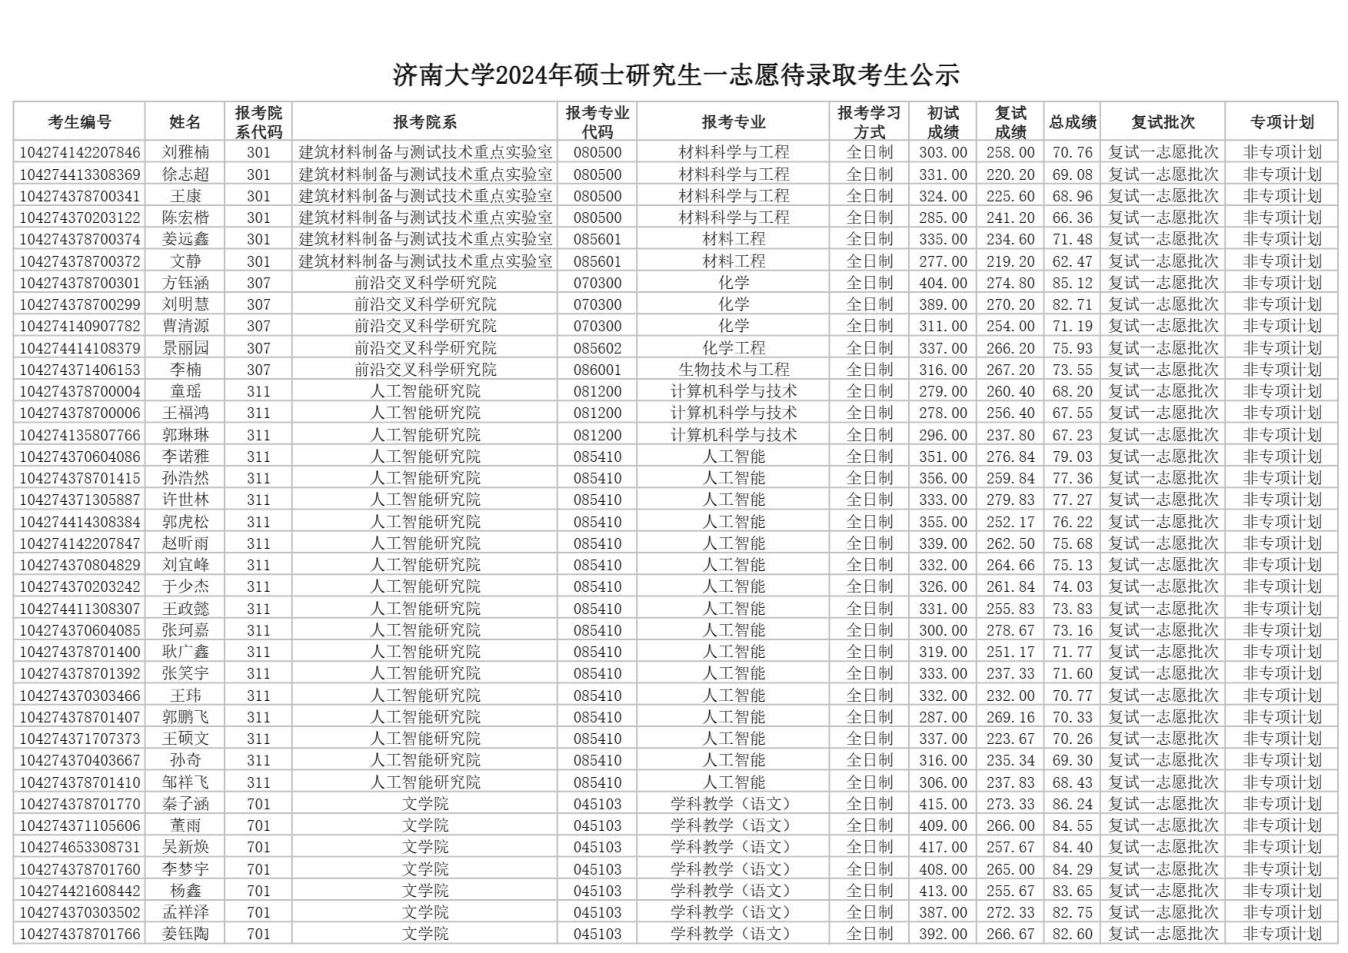 济南大学2024年硕士研究生一志愿待录取考生公示
考生编号 姓名 报考院系代码 报考院系 报考专业代码 报考专业 报考学习方式 初试成绩 复试成绩 总成绩 复试批次 专项计划
104274142207846 刘雅楠 301 建筑材料制备与测试技术重点实验室 080500 材料科学与工程 全日制 303.00 258.00 70.76 复试一志愿批次 非专项计划
104274413308369 徐志超 301 建筑材料制备与测试技术重点实验室 080500 材料科学与工程 全日制 331.00 220.20 69.08 复试一志愿批次 非专项计划
104274378700341 王康 301 建筑材料制备与测试技术重点实验室 080500 材料科学与工程 全日制 324.00 225.60 68.96 复试一志愿批次 非专项计划
104274370203122 陈宏楷 301 建筑材料制备与测试技术重点实验室 080500 材料科学与工程 全日制 285.00 241.20 66.36 复试一志愿批次 非专项计划
104274378700374 姜远鑫 301 建筑材料制备与测试技术重点实验室 085601 材料工程 全日制 335.00 234.60 71.48 复试一志愿批次 非专项计划
104274378700372 文静 301 建筑材料制备与测试技术重点实验室 085601 材料工程 全日制 277.00 219.20 62.47 复试一志愿批次 非专项计划
104274378700301 方钰涵 307 前沿交叉科学研究院 070300 化学 全日制 404.00 274.80 85.12 复试一志愿批次 非专项计划
104274378700299 刘明慧 307 前沿交叉科学研究院 070300 化学 全日制 389.00 270.20 82.71 复试一志愿批次 非专项计划
104274140907782 曹清源 307 前沿交叉科学研究院 070300 化学 全日制 311.00 254.00 71.19 复试一志愿批次 非专项计划
104274414108379 景丽园 307 前沿交叉科学研究院 085602 化学工程 全日制 337.00 266.20 75.93 复试一志愿批次 非专项计划
104274371406153 李楠 307 前沿交叉科学研究院 086001 生物技术与工程 全日制 316.00 267.20 73.55 复试一志愿批次 非专项计划
104274378700004 童瑶 311 人工智能研究院 081200 计算机科学与技术 全日制 279.00 260.40 68.20 复试一志愿批次 非专项计划
104274378700006 王福鸿 311 人工智能研究院 081200 计算机科学与技术 全日制 278.00 256.40 67.55 复试一志愿批次 非专项计划
104274135807766 郭琳琳 311 人工智能研究院 081200 计算机科学与技术 全日制 296.00 237.80 67.23 复试一志愿批次 非专项计划
104274370604086 李诺雅 311 人工智能研究院 085410 人工智能 全日制 351.00 276.84 79.03 复试一志愿批次 非专项计划
104274378701415 孙浩然 311 人工智能研究院 085410 人工智能 全日制 356.00 259.84 77.36 复试一志愿批次 非专项计划
104274371305887 许世林 311 人工智能研究院 085410 人工智能 全日制 333.00 279.83 77.27 复试一志愿批次 非专项计划
104274414308384 郭虎松 311 人工智能研究院 085410 人工智能 全日制 355.00 252.17 76.22 复试一志愿批次 非专项计划
104274142207847 赵昕雨 311 人工智能研究院 085410 人工智能 全日制 339.00 262.50 75.68 复试一志愿批次 非专项计划
104274370804829 刘宜峰 311 人工智能研究院 085410 人工智能 全日制 332.00 264.66 75.13 复试一志愿批次 非专项计划
104274370203242 于少杰 311 人工智能研究院 085410 人工智能 全日制 326.00 261.84 74.03 复试一志愿批次 非专项计划
104274411308307 王政懿 311 人工智能研究院 085410 人工智能 全日制 331.00 255.83 73.83 复试一志愿批次 非专项计划
104274370604085 张珂嘉 311 人工智能研究院 085410 人工智能 全日制 300.00 278.67 73.16 复试一志愿批次 非专项计划
104274378701400 耿广鑫 311 人工智能研究院 085410 人工智能 全日制 319.00 251.17 71.77 复试一志愿批次 非专项计划
104274378701392 张笑宇 311 人工智能研究院 085410 人工智能 全日制 333.00 237.33 71.60 复试一志愿批次 非专项计划
104274370303466 王玮 311 人工智能研究院 085410 人工智能 全日制 332.00 232.00 70.77 复试一志愿批次 非专项计划
104274378701407 郭鹏飞 311 人工智能研究院 085410 人工智能 全日制 287.00 269.16 70.33 复试一志愿批次 非专项计划
104274371707373 王硕文 311 人工智能研究院 085410 人工智能 全日制 337.00 223.67 70.26 复试一志愿批次 非专项计划
104274370403667 孙奇 311 人工智能研究院 085410 人工智能 全日制 316.00 235.34 69.30 复试一志愿批次 非专项计划
104274378701410 邹祥飞 311 人工智能研究院 085410 人工智能 全日制 306.00 237.83 68.43 复试一志愿批次 非专项计划
104274378701770 秦子涵 701 文学院 045103 学科教学（语文） 全日制 415.00 273.33 86.24 复试一志愿批次 非专项计划
104274371105606 董雨 701 文学院 045103 学科教学（语文） 全日制 409.00 266.00 84.55 复试一志愿批次 非专项计划
104274653308731 吴新焕 701 文学院 045103 学科教学（语文） 全日制 417.00 257.67 84.40 复试一志愿批次 非专项计划
104274378701760 李梦宇 701 文学院 045103 学科教学（语文） 全日制 408.00 265.00 84.29 复试一志愿批次 非专项计划
104274421608442 杨鑫 701 文学院 045103 学科教学（语文） 全日制 413.00 255.67 83.65 复试一志愿批次 非专项计划
104274370303502 孟祥泽 701 文学院 045103 学科教学（语文） 全日制 387.00 272.33 82.75 复试一志愿批次 非专项计划
104274378701766 姜钰陶 701 文学院 045103 学科教学（语文） 全日制 392.00 266.67 82.60 复试一志愿批次 非专项计划